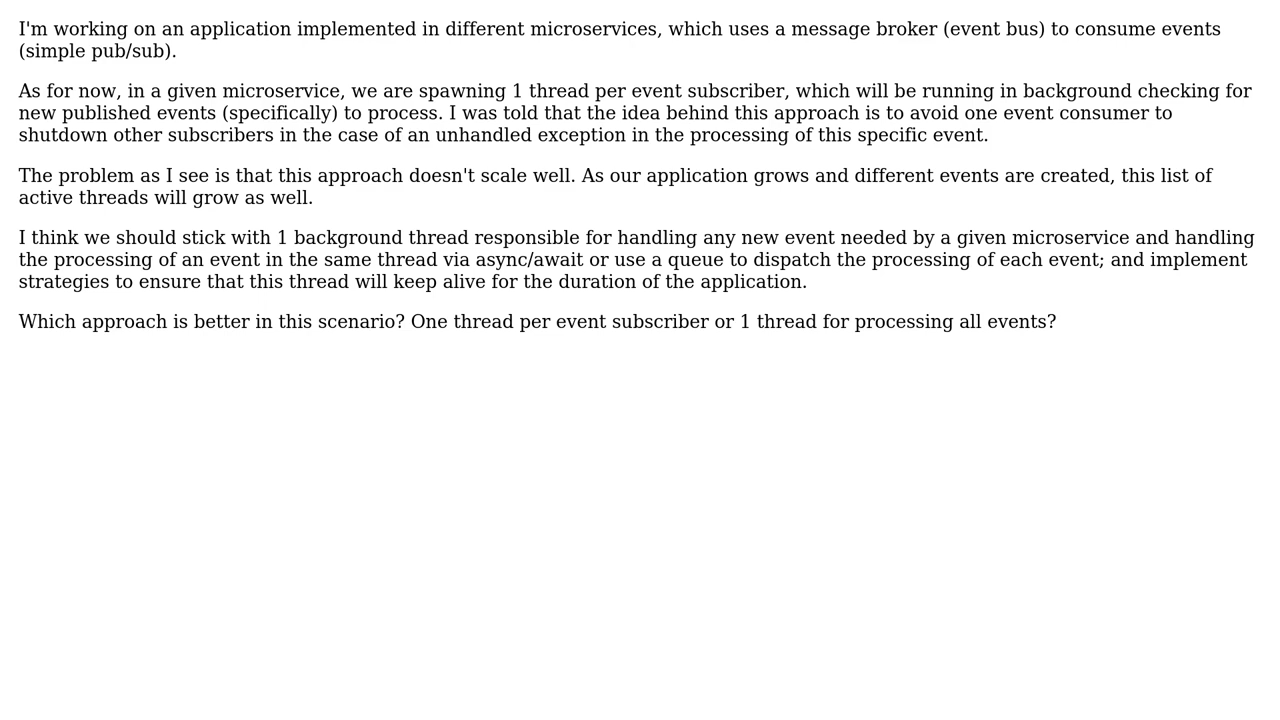 I'm working on an application implemented in different microservices, which uses a message broker (event bus) to consume events
(simple pub/sub).
As for now, in a given microservice, we are spawning 1 thread per event subscriber, which will be running in background checking for
new published events (specifically) to process. I was told that the idea behind this approach is to avoid one event consumer to
shutdown other subscribers in the case of an unhandled exception in the processing of this specific event.
The problem as I see is that this approach doesn't scale well. As our application grows and different events are created, this list of
active threads will grow as well.
I think we should stick with 1 background thread responsible for handling any new event needed by a given microservice and handling
the processing of an event in the same thread via async/await or use a queue to dispatch the processing of each event; and implement
strategies to ensure that this thread will keep alive for the duration of the application.
Which approach is better in this scenario? One thread per event subscriber or 1 thread for processing all events?